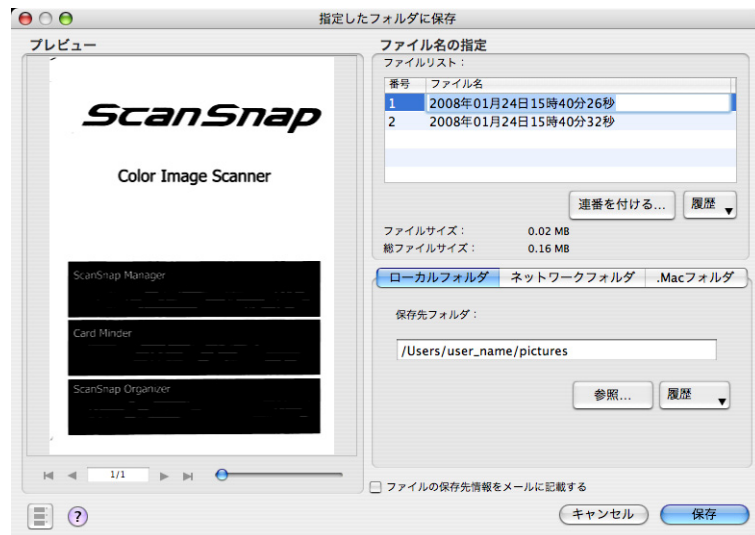 指定したフォルダに保存
プレビュー
ScanSnap
Color Image Scanner
ScanSnap Manager
Card Minder
ScanSnap Organizer
1/1
?
ファイル名の指定
ファイルリスト：
番号 ファイル名
1 2008年01月24日15時40分26秒
2 2008年01月24日15時40分32秒
連番を付ける... 履歴
ファイルサイズ： 0.02 MB
総ファイルサイズ： 0.16 MB
ローカルフォルダ ネットワークフォルダ .Macフォルダ
保存先フォルダ：
/Users/user_name/pictures
参照... 履歴
ファイルの保存先情報をメールに記載する
キャンセル 保存